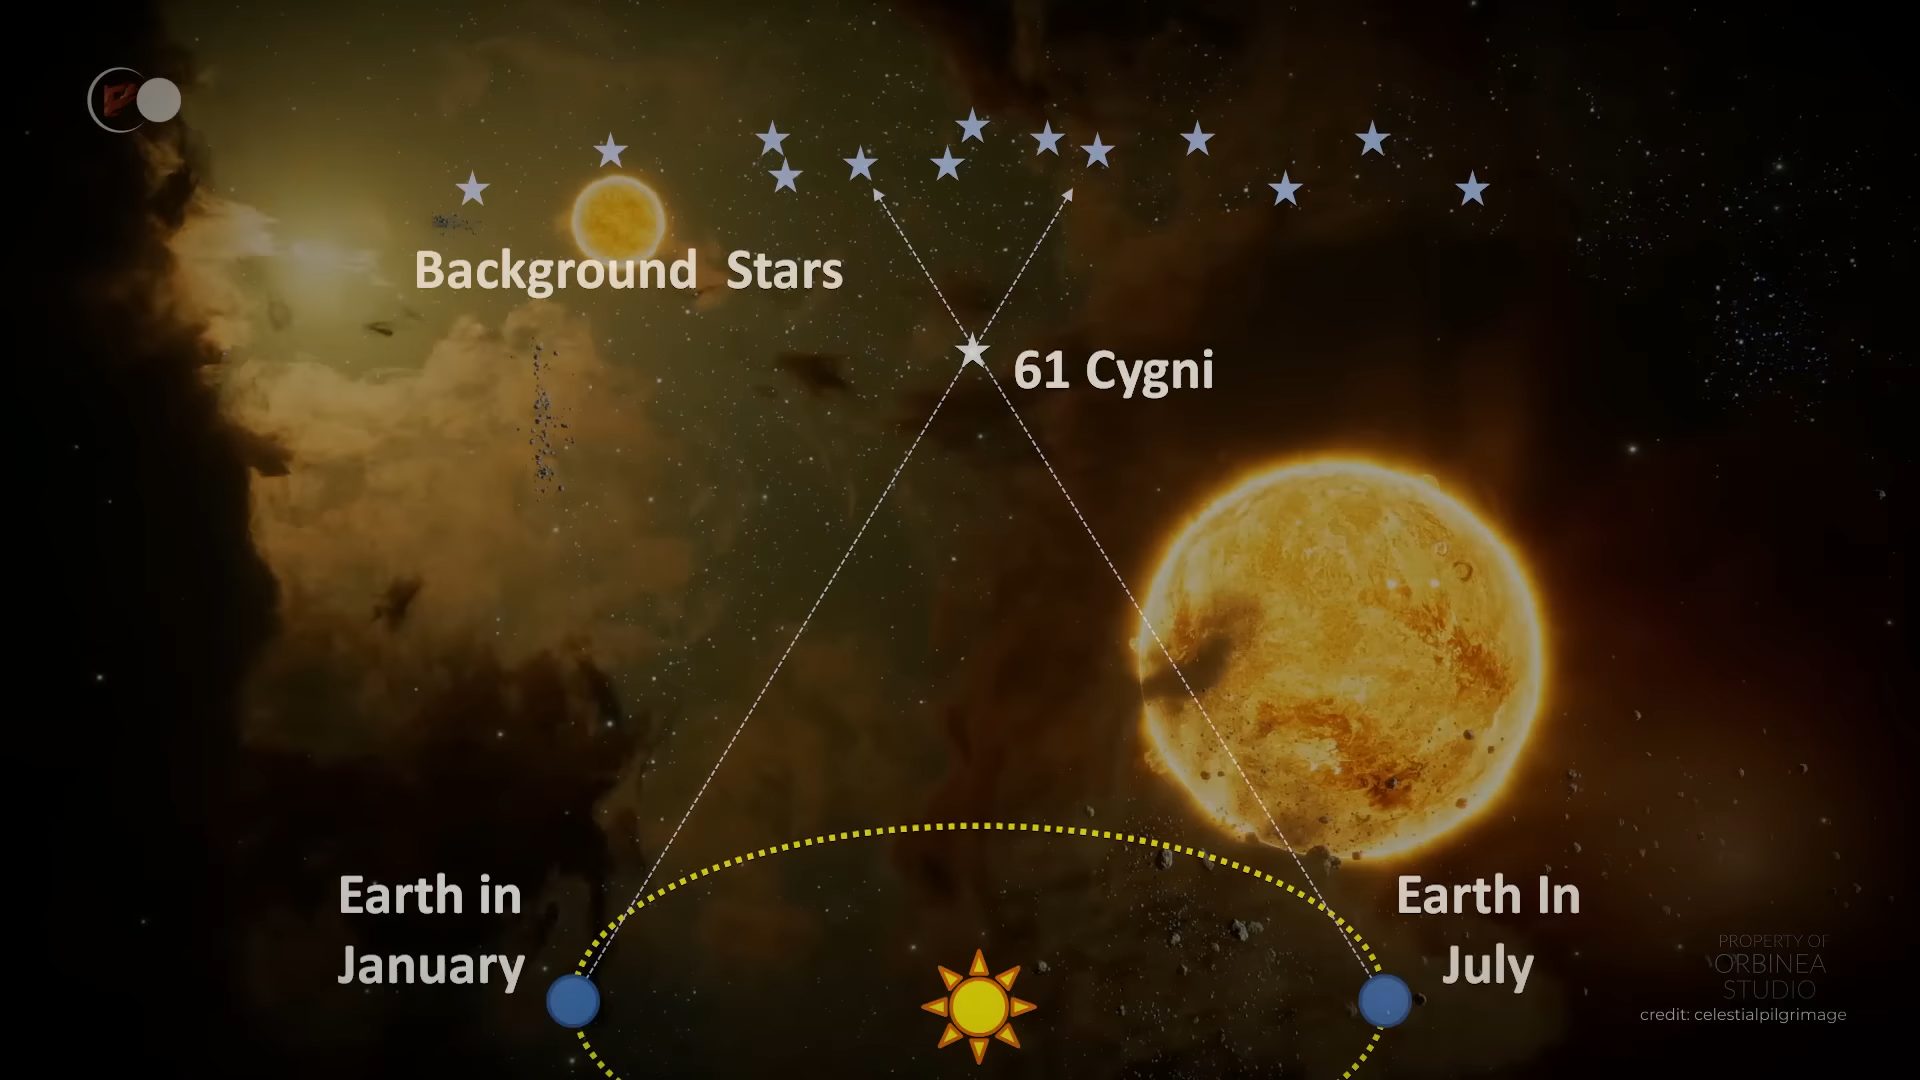 Background Stars
61 Cygni
Earth in
January
Earth In
July
PROPERTY OF
ORBINEA
STUDIO
credit: celestialpilgrimage